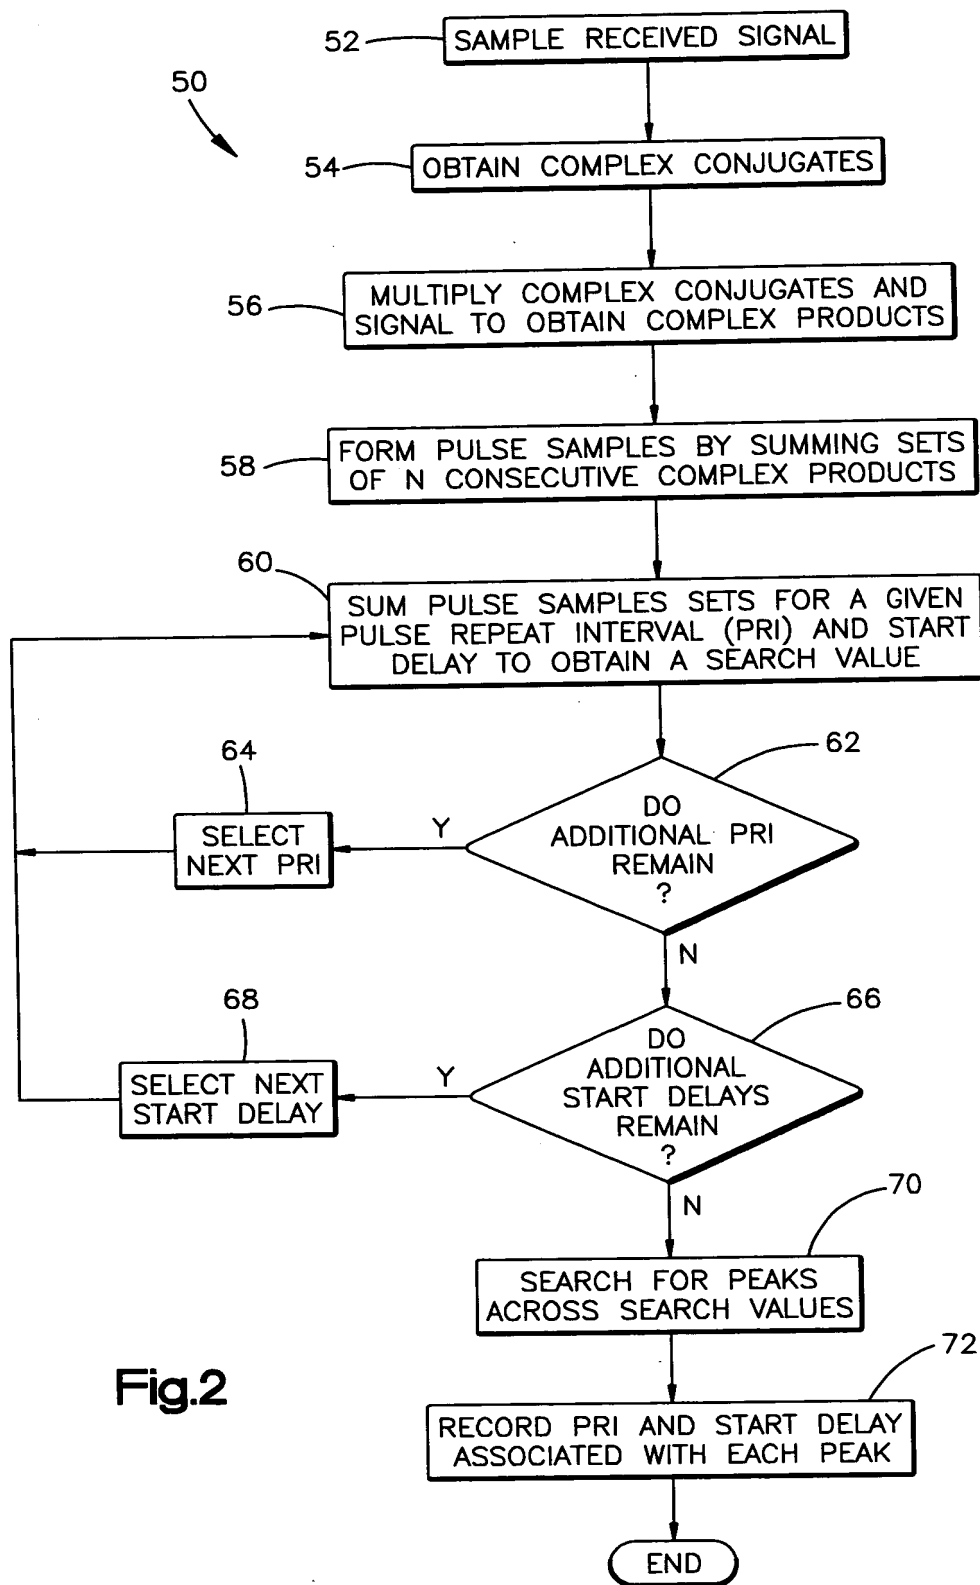 52
SAMPLE RECEIVED SIGNAL
50
54
OBTAIN COMPLEX CONJUGATES
56
MULTIPLY COMPLEX CONJUGATES AND
SIGNAL TO OBTAIN COMPLEX PRODUCTS
58
FORM PULSE SAMPLES BY SUMMING SETS
OF N CONSECUTIVE COMPLEX PRODUCTS
60
SUM PULSE SAMPLES SETS FOR A GIVEN
PULSE REPEAT INTERVAL (PRI) AND START
DELAY TO OBTAIN A SEARCH VALUE
62
DO
ADDITIONAL PRI
REMAIN
?
Y
64
SELECT
NEXT PRI
N
66
DO
ADDITIONAL
START DELAYS
REMAIN
?
Y
68
SELECT NEXT
START DELAY
N
70
SEARCH FOR PEAKS
ACROSS SEARCH VALUES
72
RECORD PRI AND START DELAY
ASSOCIATED WITH EACH PEAK
END
Fig.2